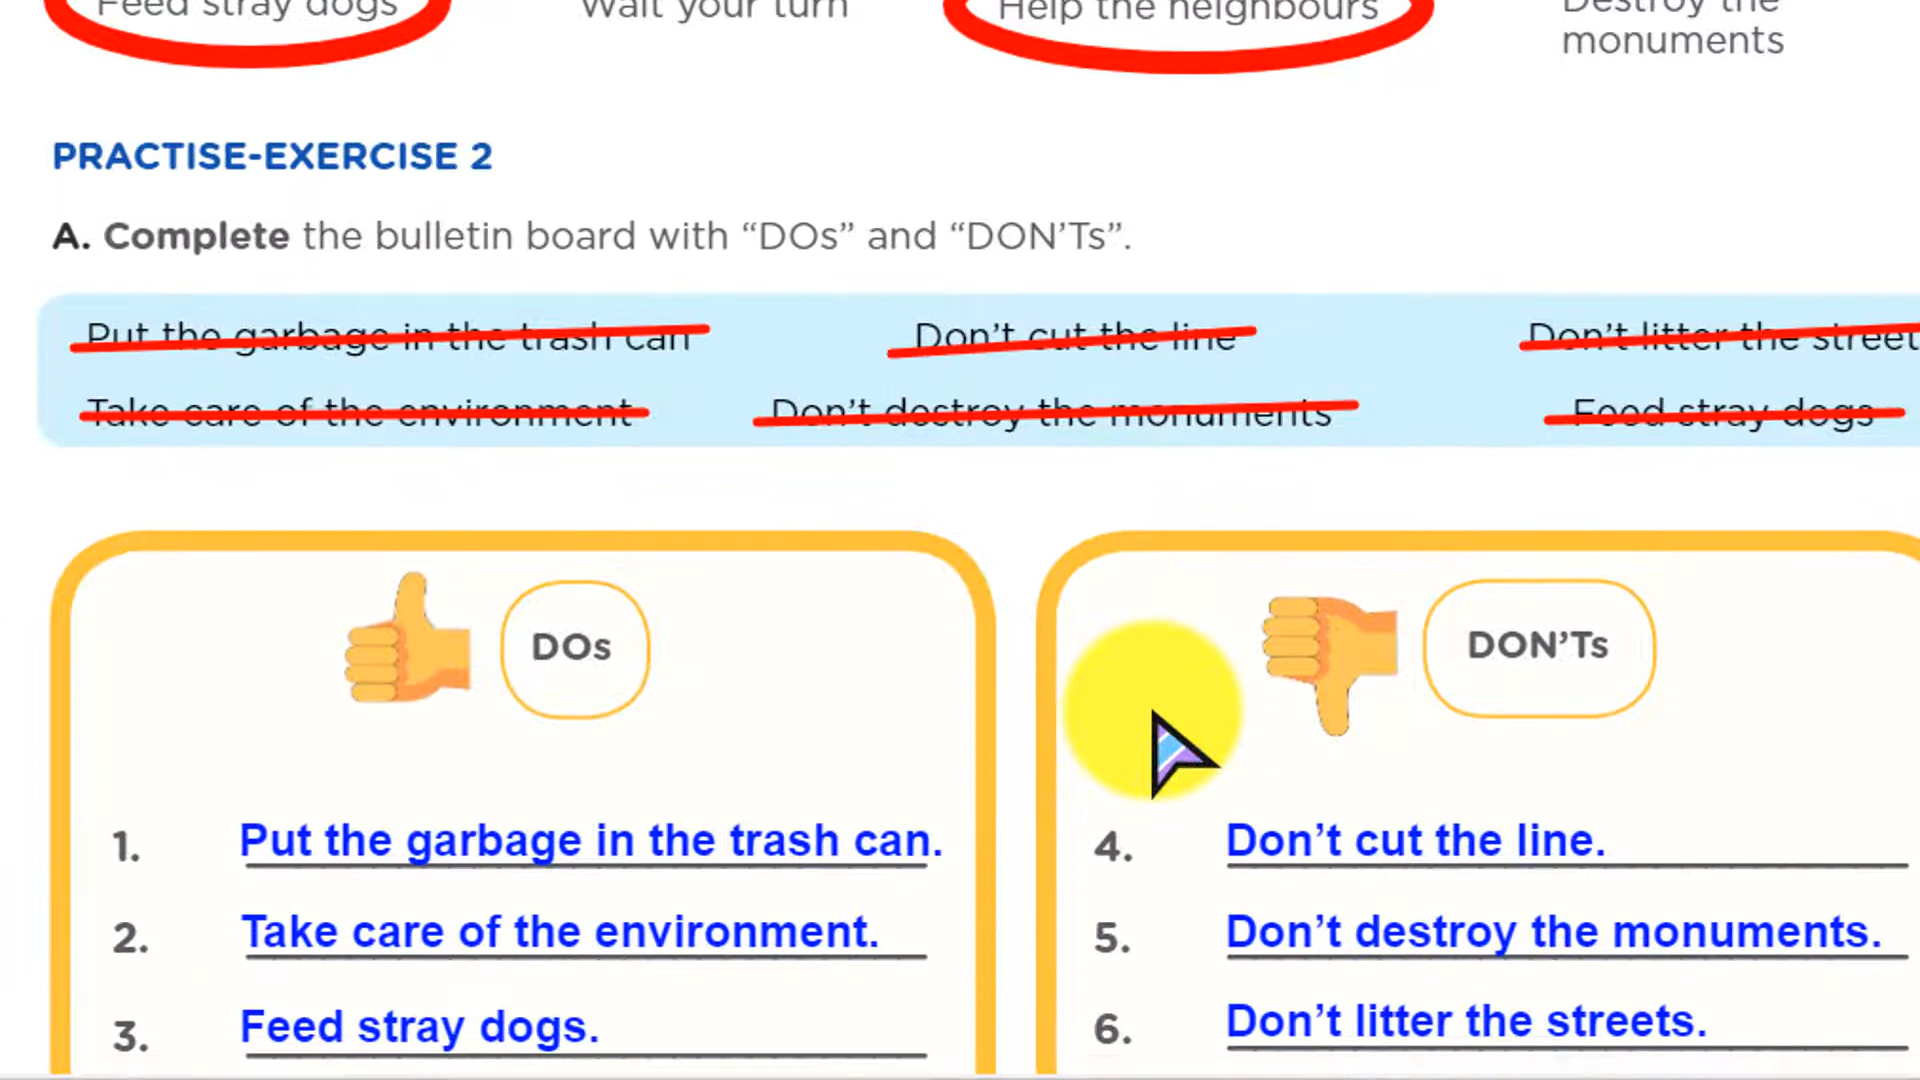 Feed stray dogs Wait your turn Help the neighbours Destroy the
monuments
PRACTISE-EXERCISE 2
A. Complete the bulletin board with “DOs” and “DON’Ts”.
Put the garbage in the trash can Don’t cut the line Don’t litter the street
Take care of the environment Don’t destroy the monuments Feed stray dogs
DOs
1. Put the garbage in the trash can.
2. Take care of the environment.
3. Feed stray dogs.
DON’Ts
4. Don’t cut the line.
5. Don’t destroy the monuments.
6. Don’t litter the streets.